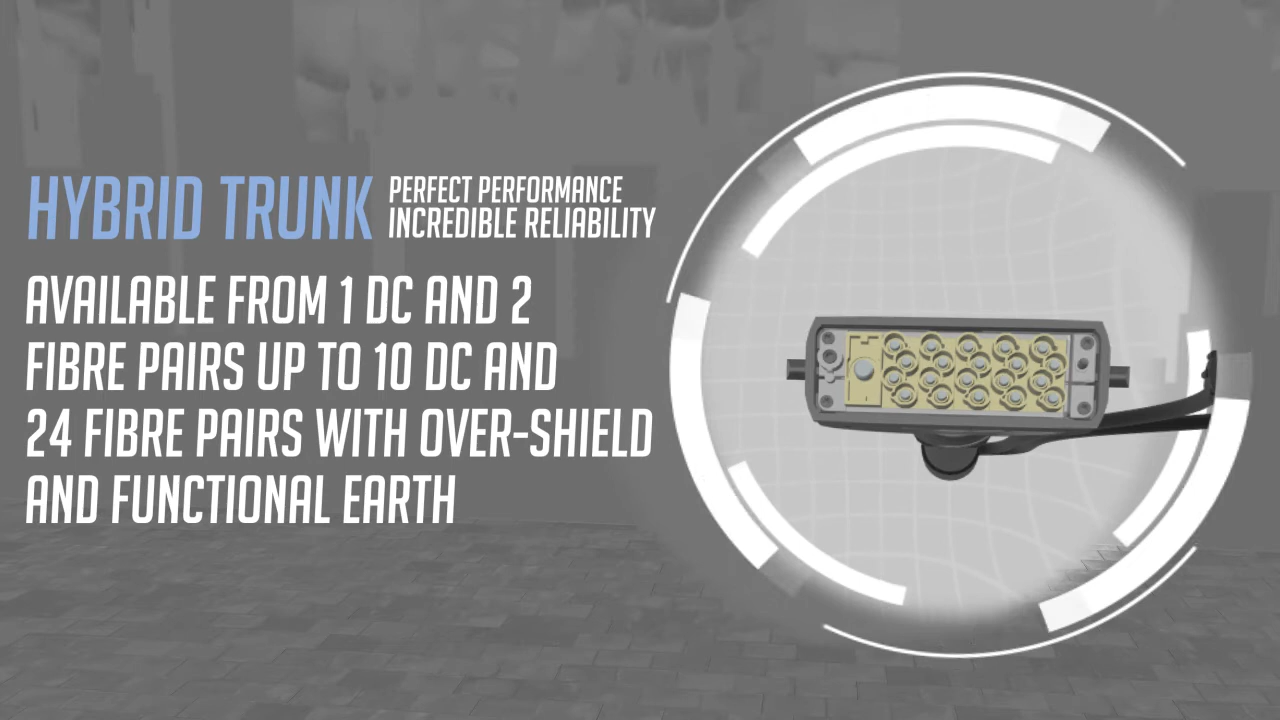 HYBRID TRUNK
PERFECT PERFORMANCE
INCREDIBLE RELIABILITY
AVAILABLE FROM 1 DC AND 2
FIBRE PAIRS UP TO 10 DC AND
24 FIBRE PAIRS WITH OVER-SHIELD
AND FUNCTIONAL EARTH